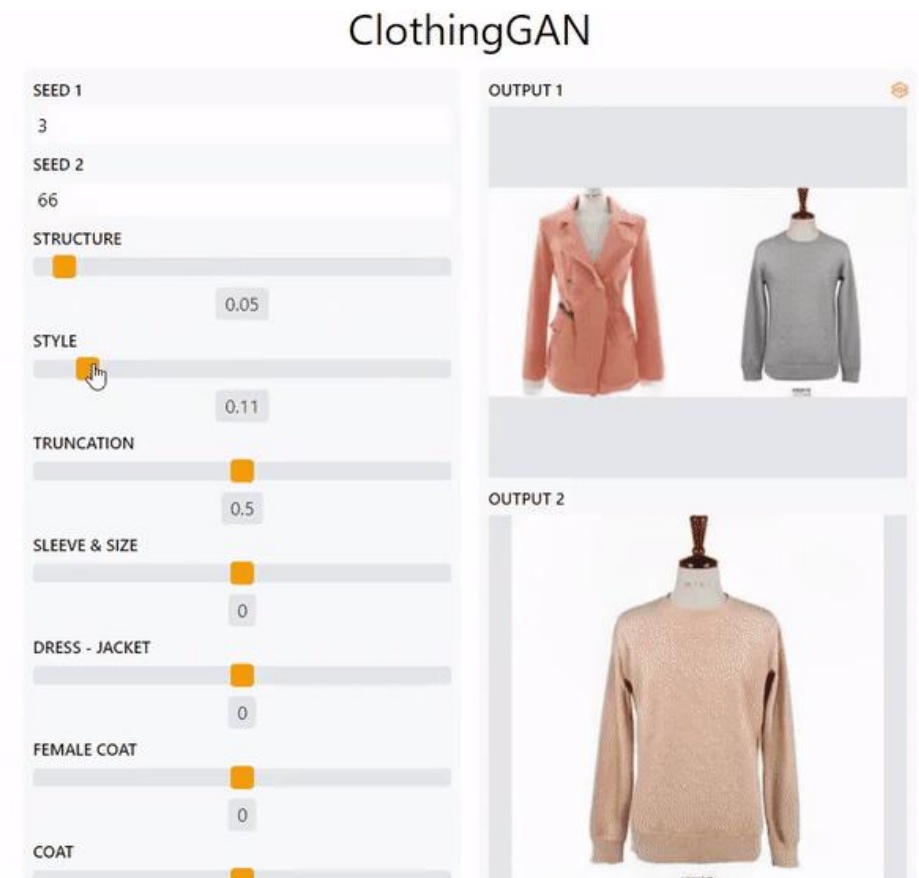 ClothingGAN
SEED 1
3
SEED 2
66
STRUCTURE
0.05
STYLE
0.11
TRUNCATION
0.5
SLEEVE & SIZE
0
DRESS - JACKET
0
FEMALE COAT
0
COAT
OUTPUT 1
OUTPUT 2